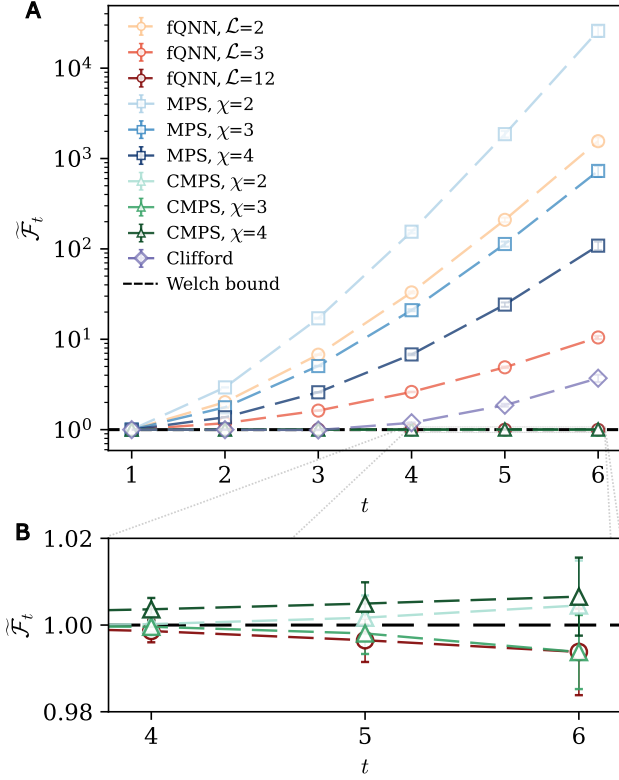 A
fQNN, ℒ=2
fQNN, ℒ=3
fQNN, ℒ=12
MPS, χ=2
MPS, χ=3
MPS, χ=4
CMPS, χ=2
CMPS, χ=3
CMPS, χ=4
Clifford
Welch bound
10⁴
10³
10²
10¹
10⁰
ℱ̃ₜ
1 2 3 4 5 6
t
B
1.02
1.00
0.98
ℱ̃ₜ
4 5 6
t